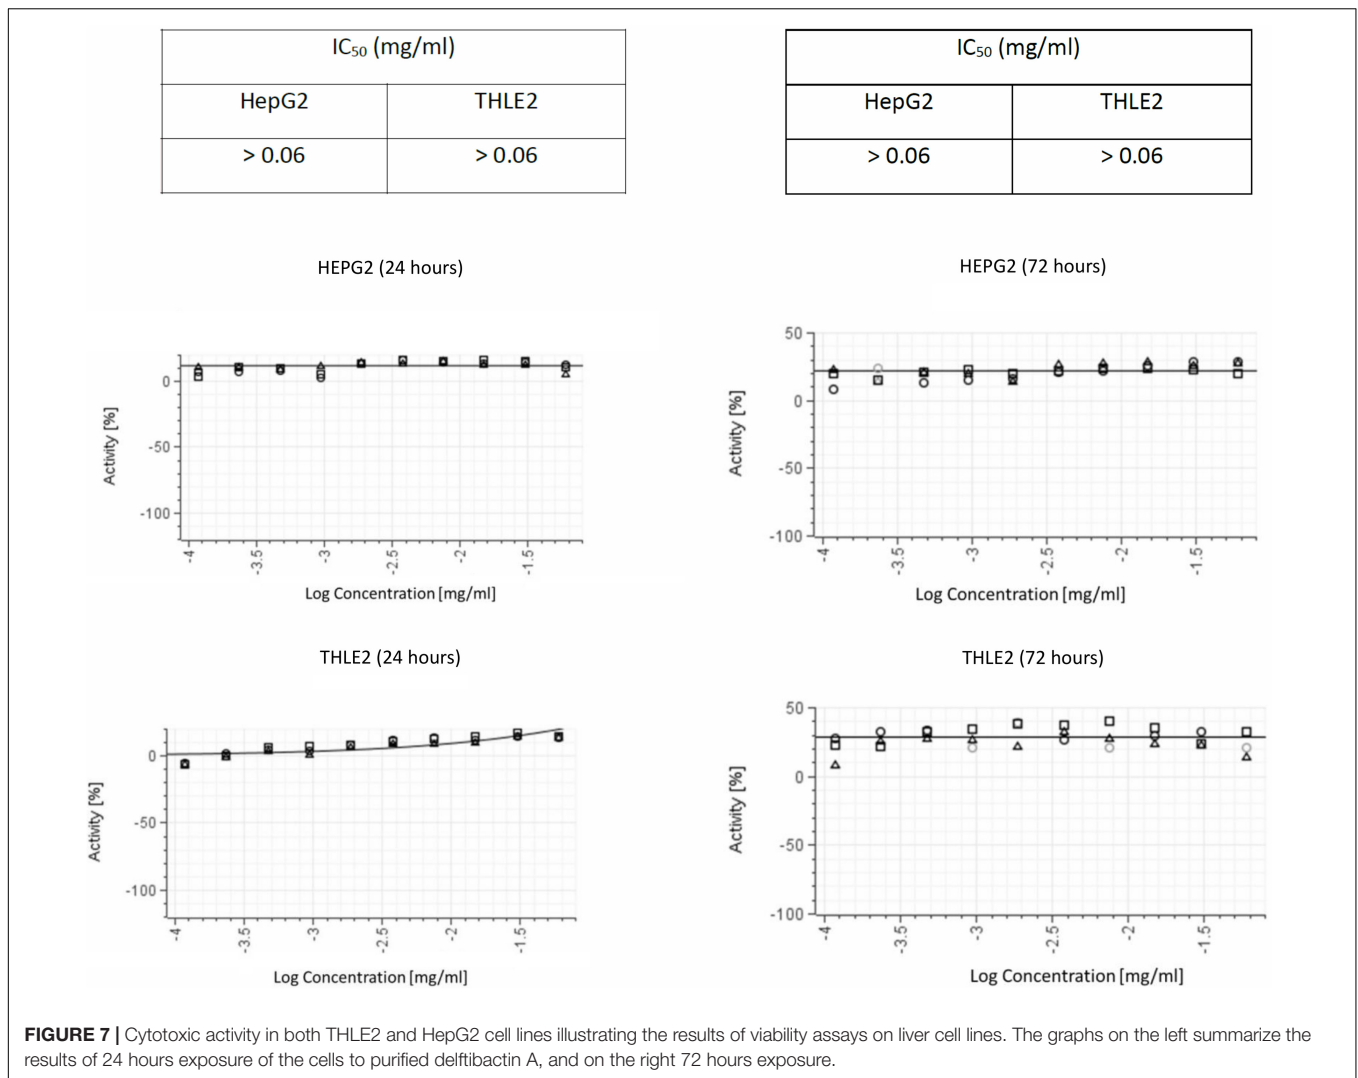 IC50 (mg/ml)
HepG2 THLE2
> 0.06 > 0.06
IC50 (mg/ml)
HepG2 THLE2
> 0.06 > 0.06
HEPG2 (24 hours)
0
-50
-100
Activity [%]
-4 -3.5 -3 -2.5 -2 -1.5
Log Concentration [mg/ml]
HEPG2 (72 hours)
50
0
-50
-100
Activity [%]
-4 -3.5 -3 -2.5 -2 -1.5
Log Concentration [mg/ml]
THLE2 (24 hours)
0
-50
-100
Activity [%]
-4 -3.5 -3 -2.5 -2 -1.5
Log Concentration [mg/ml]
THLE2 (72 hours)
50
0
-50
-100
Activity [%]
-4 -3.5 -3 -2.5 -2 -1.5
Log Concentration [mg/ml]
FIGURE 7 | Cytotoxic activity in both THLE2 and HepG2 cell lines illustrating the results of viability assays on liver cell lines. The graphs on the left summarize the
results of 24 hours exposure of the cells to purified delftibactin A, and on the right 72 hours exposure.